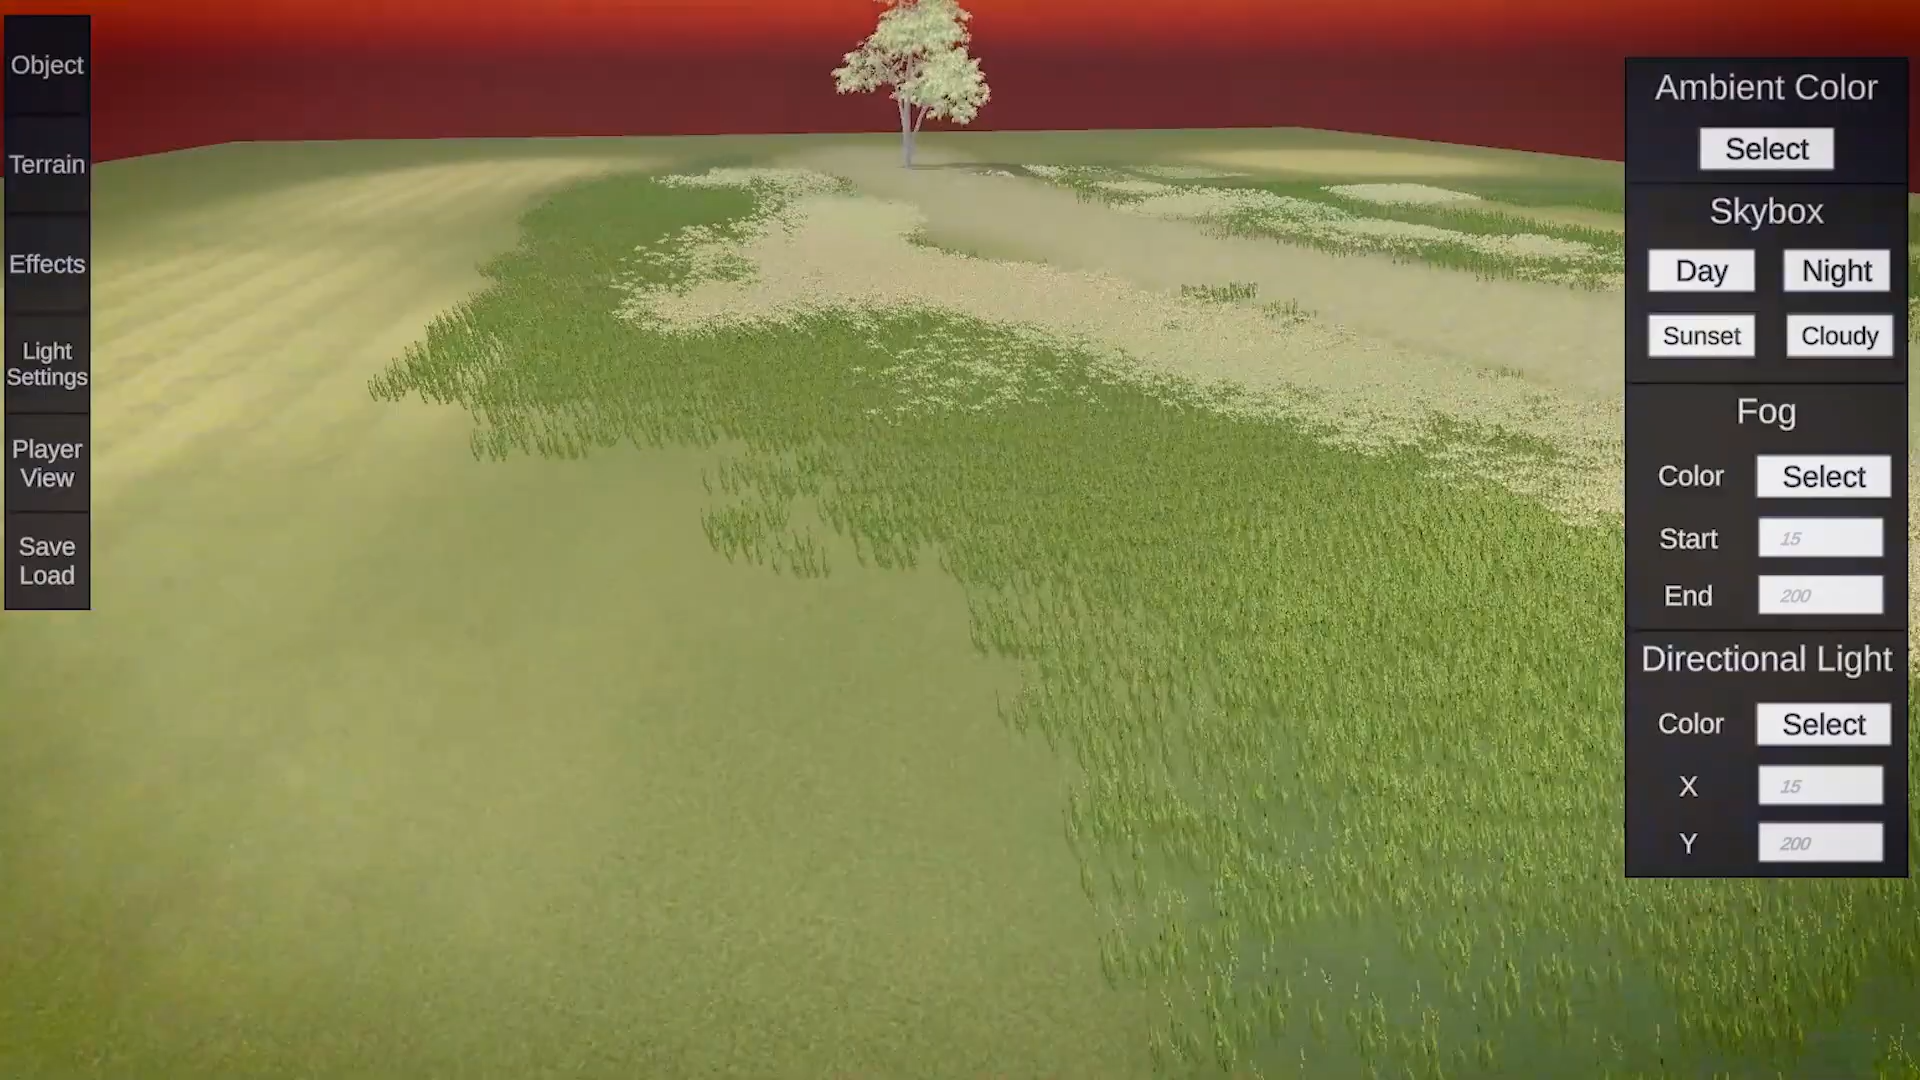 Object
Terrain
Effects
Light
Settings
Player
View
Save
Load
Ambient Color
Select
Skybox
Day Night
Sunset Cloudy
Fog
Color Select
Start 15
End 200
Directional Light
Color Select
X 15
Y 200